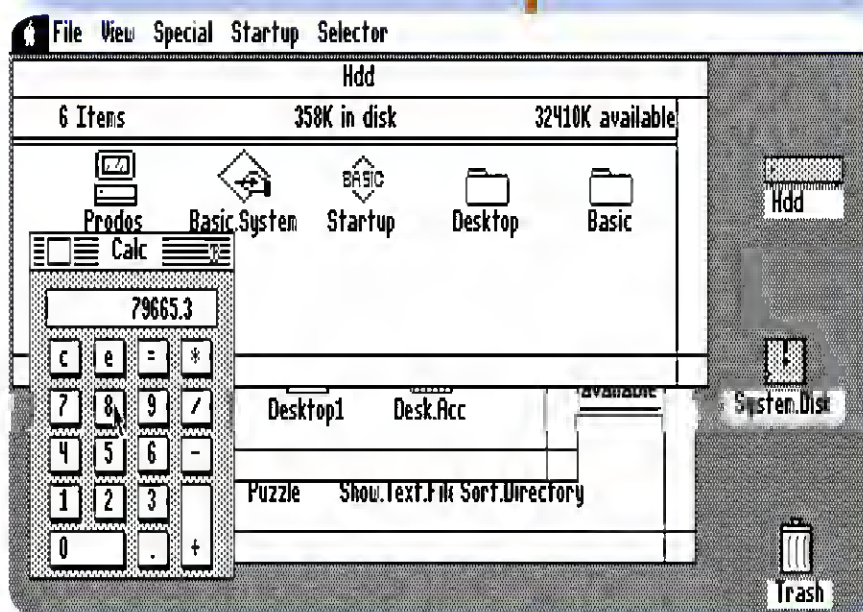 File View Special Startup Selector
Hdd
6 Items 358K in disk 32410K available
BASIC
Prodos Basic.System Startup Desktop Basic
Hdd
Calc
79665.3
c e = *
7 8 9 /
4 5 6 -
1 2 3
0 . +
available
Desktop1 Desk.Acc
System.Disk
Puzzle Show.Text.File Sort.Directory
Trash